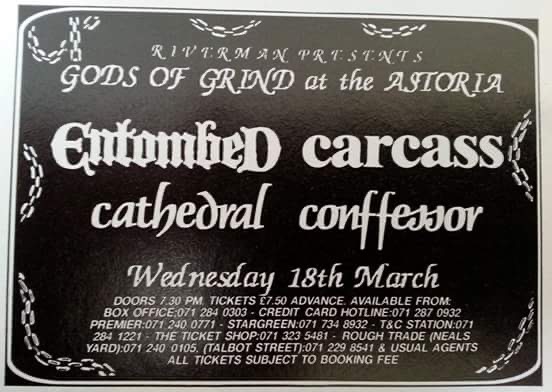 RIVERMAN PRESENTS
GODS OF GRIND at the ASTORIA
ENTOMBED carcass
cathedral conffessor
Wednesday 18th March
DOORS 7.30 PM. TICKETS £7.50 ADVANCE. AVAILABLE FROM:
BOX OFFICE:071 284 0303 - CREDIT CARD HOTLINE:071 287 0932
PREMIER:071 240 0771 - STARGREEN:071 734 8932 - T&C STATION:071
284 1221 - THE TICKET SHOP:071 323 5481 - ROUGH TRADE (NEALS
YARD):071 240 0105, (TALBOT STREET):071 229 8541 & USUAL AGENTS
ALL TICKETS SUBJECT TO BOOKING FEE